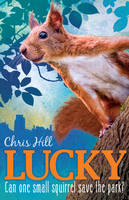 Chris Hill
LUCKY
Can one small squirrel save the park?